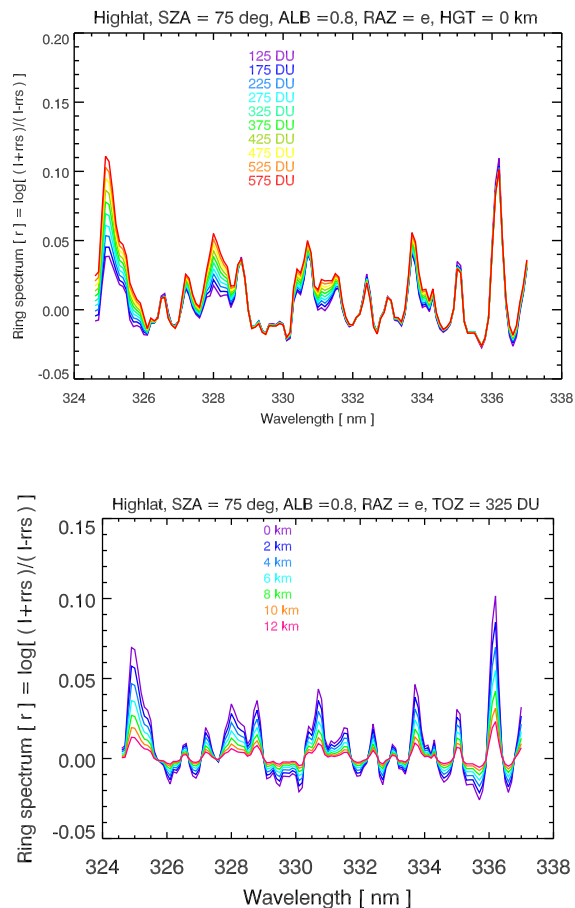 Highlat, SZA = 75 deg, ALB =0.8, RAZ = e, HGT = 0 km
Ring spectrum [ r ] = log[ ( I+rrs )/( I-rrs ) ]
0.20
0.15
0.10
0.05
0.00
-0.05
125 DU
175 DU
225 DU
275 DU
325 DU
375 DU
425 DU
475 DU
525 DU
575 DU
324 326 328 330 332 334 336 338
Wavelength [ nm ]
Highlat, SZA = 75 deg, ALB =0.8, RAZ = e, TOZ = 325 DU
Ring spectrum [ r ] = log[ ( I+rrs )/( I-rrs ) ]
0.15
0.10
0.05
0.00
-0.05
0 km
2 km
4 km
6 km
8 km
10 km
12 km
324 326 328 330 332 334 336 338
Wavelength [ nm ]